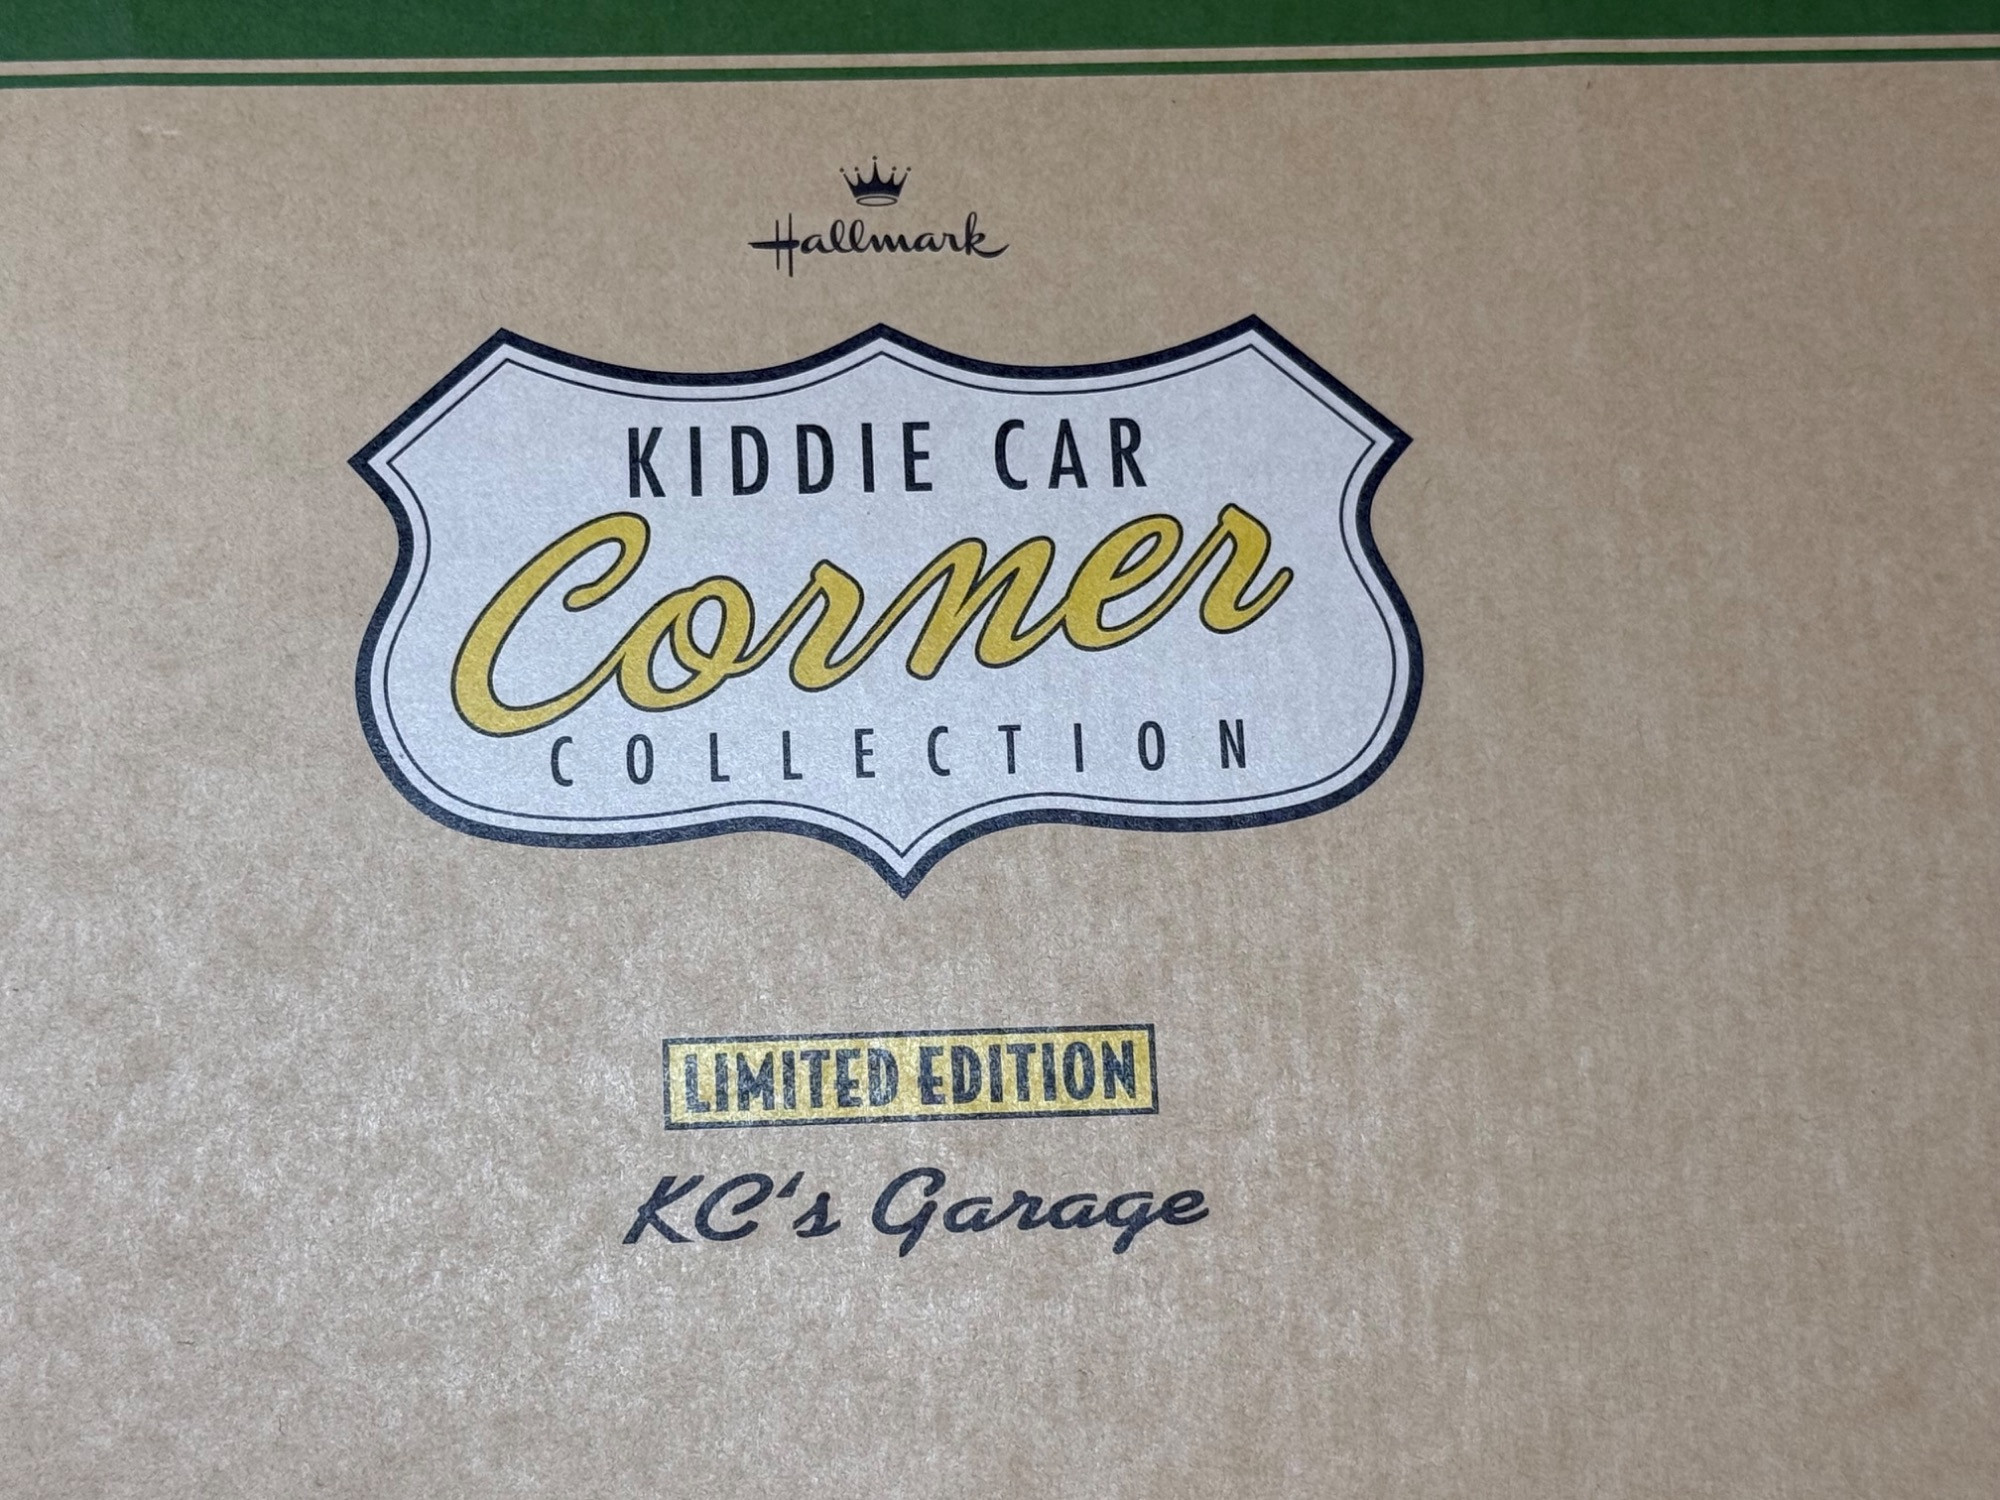 Hallmark
KIDDIE CAR
Corner
COLLECTION
LIMITED EDITION
KC‘s Garage